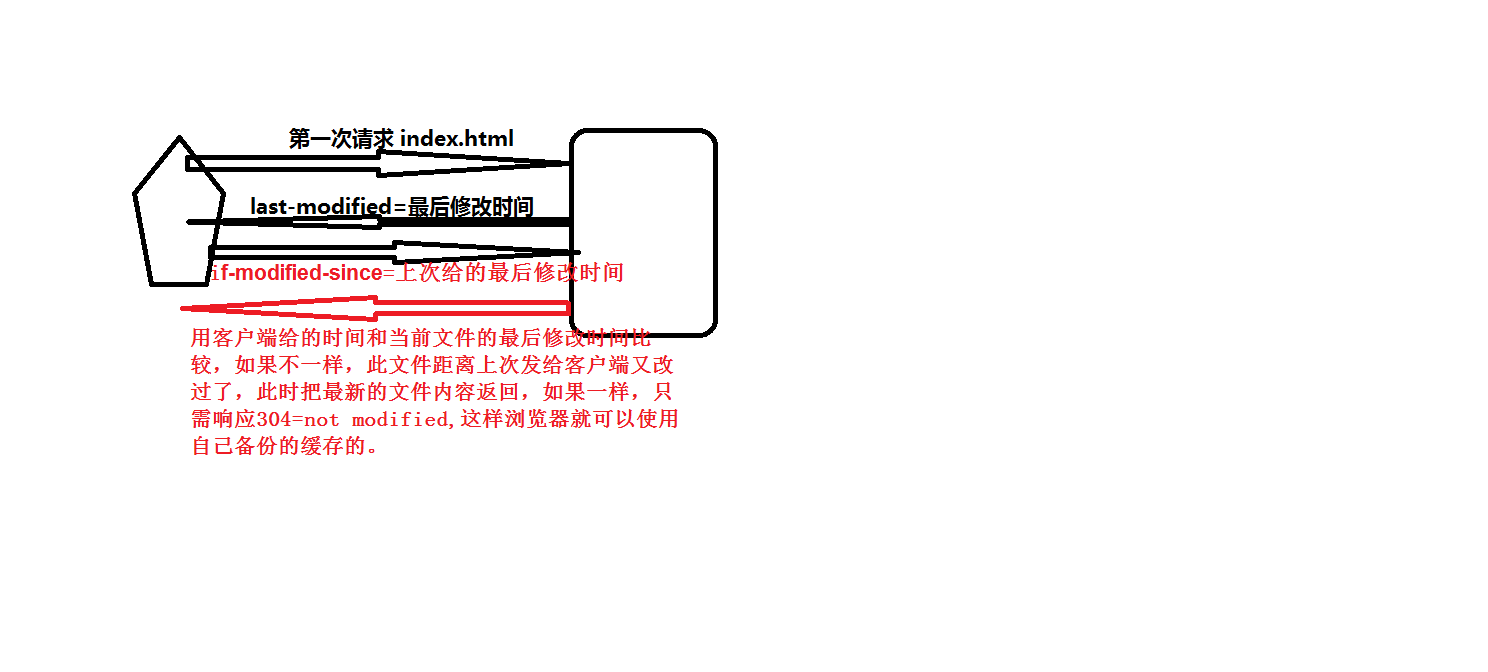 第一次请求 index.html
last-modified=最后修改时间
if-modified-since=上次给的最后修改时间
用客户端给的时间和当前文件的最后修改时间比
较，如果不一样，此文件距离上次发给客户端又改
过了，此时把最新的文件内容返回，如果一样，只
需响应304=not modified,这样浏览器就可以使用
自己备份的缓存的。